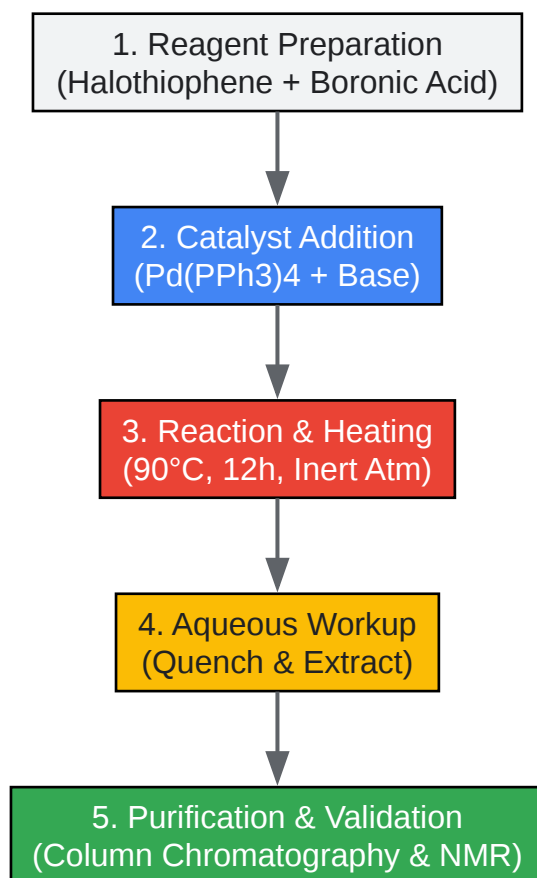 1. Reagent Preparation
(Halothiophene + Boronic Acid)
2. Catalyst Addition
(Pd(PPh3)4 + Base)
3. Reaction & Heating
(90°C, 12h, Inert Atm)
4. Aqueous Workup
(Quench & Extract)
5. Purification & Validation
(Column Chromatography & NMR)